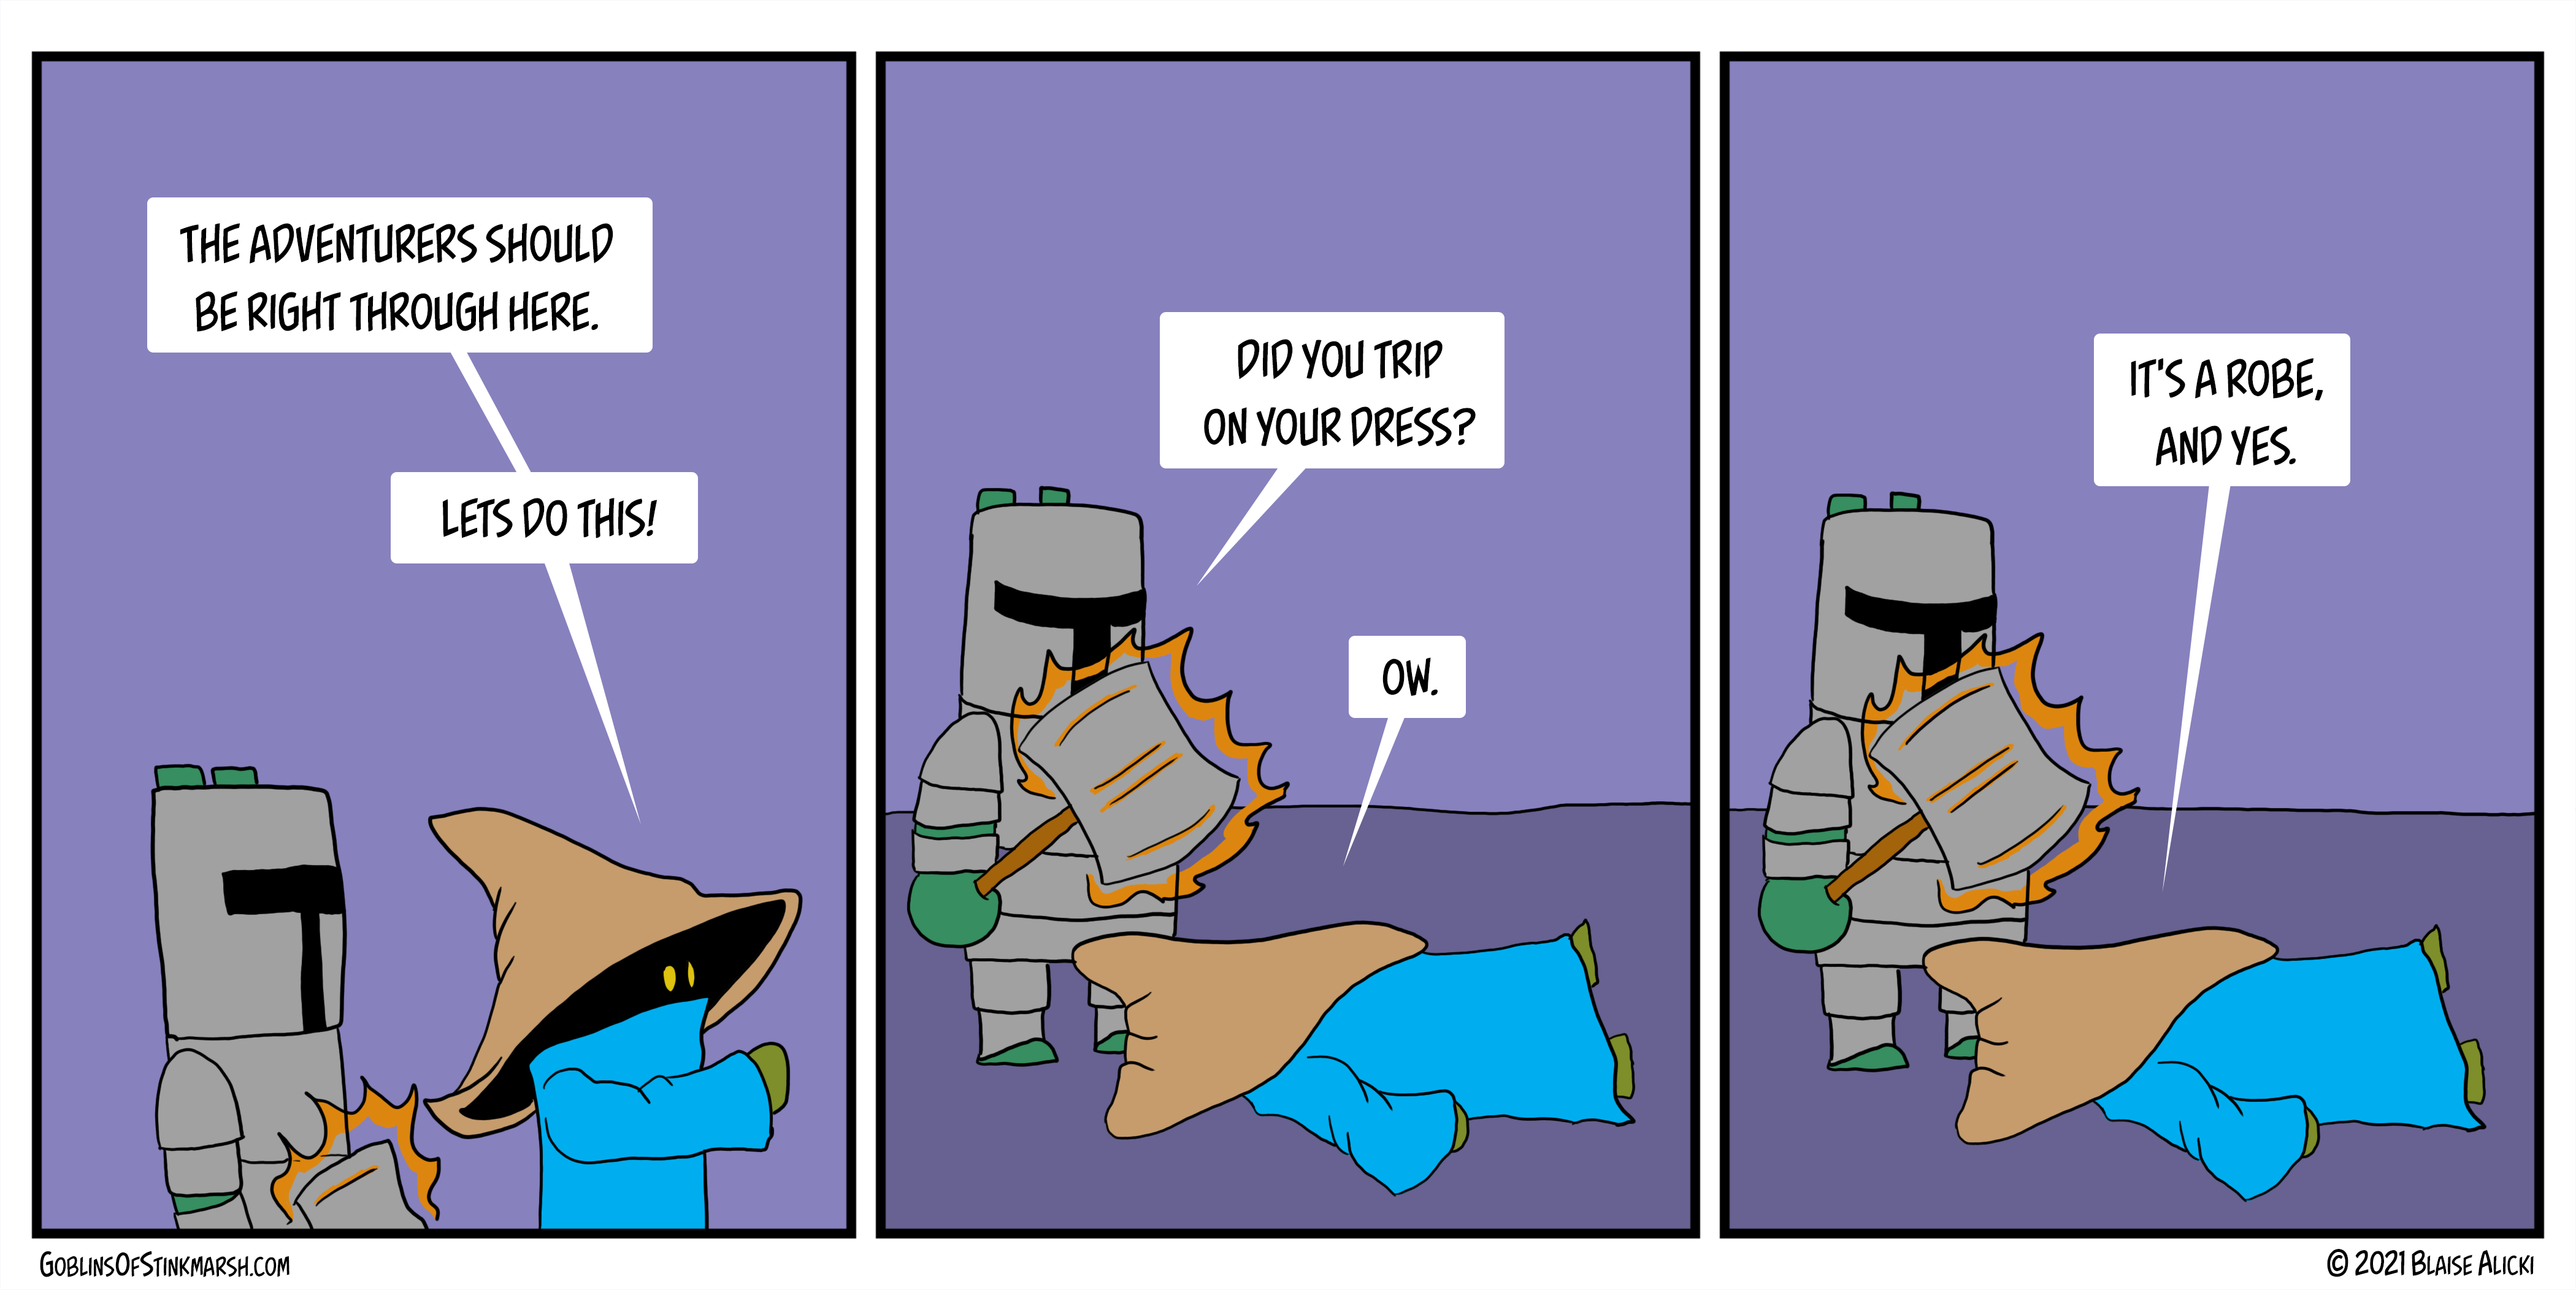 THE ADVENTURERS SHOULD
BE RIGHT THROUGH HERE.
LETS DO THIS!
DID YOU TRIP
ON YOUR DRESS?
OW.
IT'S A ROBE,
AND YES.
GOBLINSOFSTINKMARSH.COM
© 2021 BLAISE ALICKI